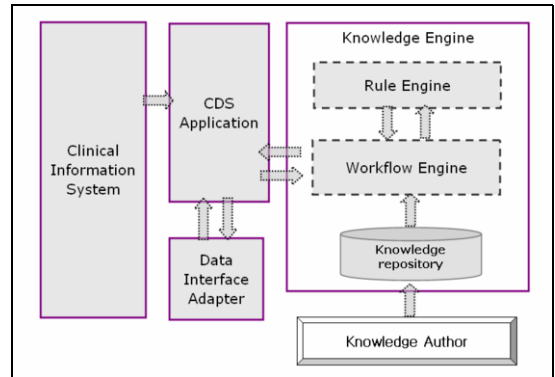 Clinical
Information
System
CDS
Application
Data
Interface
Adapter
Knowledge Engine
Rule Engine
Workflow Engine
Knowledge
repository
Knowledge Author